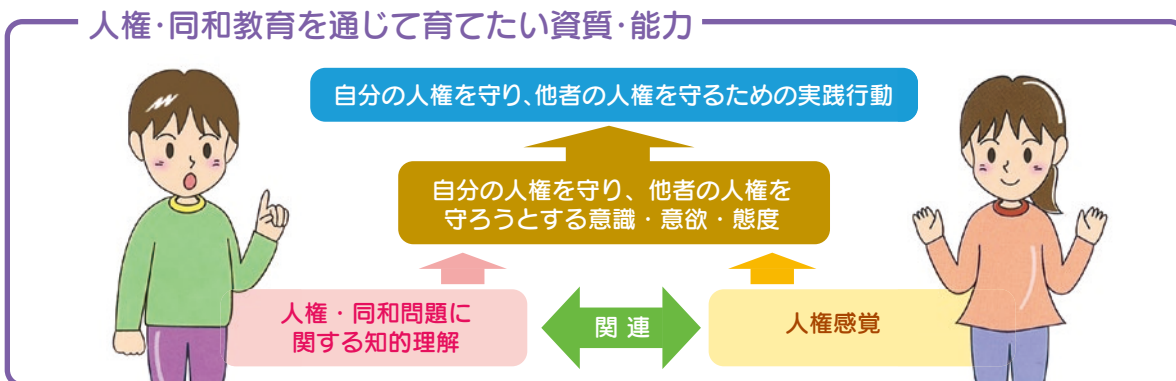 人権・同和教育を通じて育てたい資質・能力
自分の人権を守り、他者の人権を守るための実践行動
自分の人権を守り、他者の人権を
守ろうとする意識・意欲・態度
人権・同和問題に
関する知的理解
関連
人権感覚